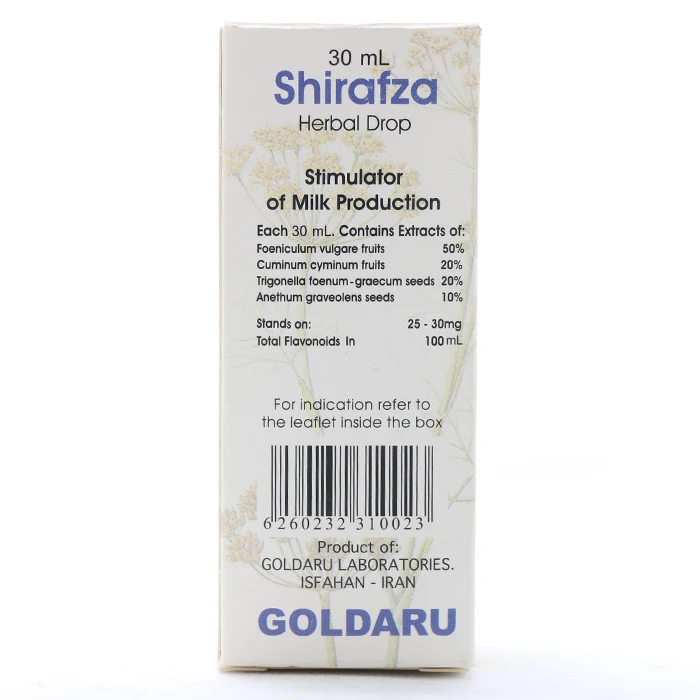 30 mL
Shirafza
Herbal Drop
Stimulator
of Milk Production
Each 30 mL. Contains Extracts of:
Foeniculum vulgare fruits 50%
Cuminum cyminum fruits 20%
Trigonella foenum-graecum seeds 20%
Anethum graveolens seeds 10%
Stands on: 25 - 30mg
Total Flavonoids In 100 mL
For indication refer to
the leaflet inside the box
6260232310023
Product of:
GOLDARU LABORATORIES.
ISFAHAN - IRAN
GOLDARU